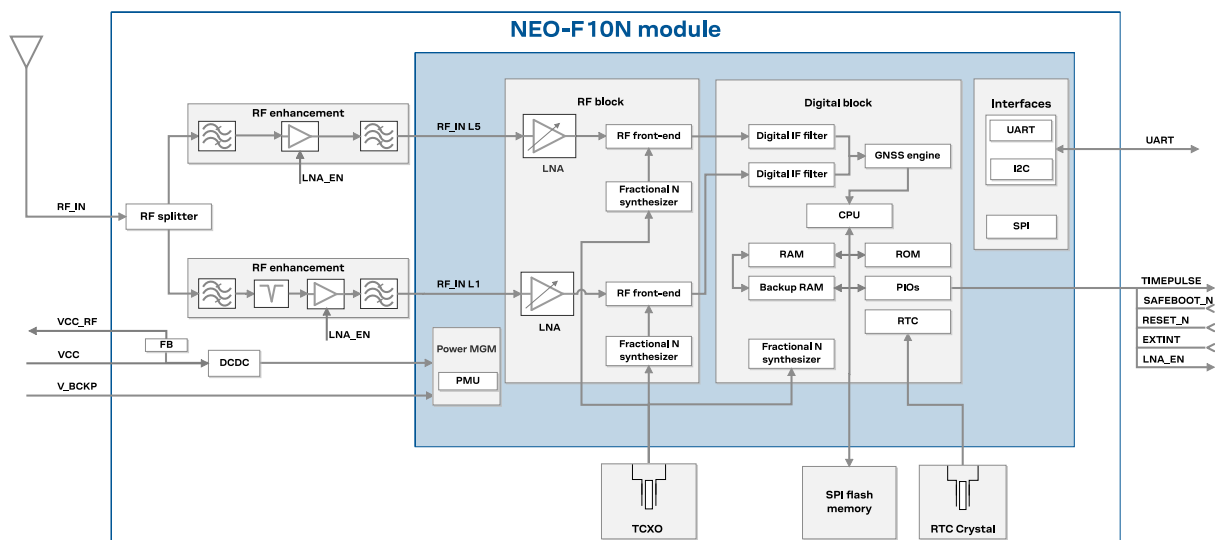 NEO-F10N module
RF enhancement
LNA_EN
RF_IN
RF splitter
RF enhancement
LNA_EN
VCC_RF
FB
VCC
DCDC
V_BCKP
RF_IN L5
RF_IN L1
Power MGM
PMU
RF block
LNA
RF front-end
Fractional N
synthesizer
LNA
RF front-end
Fractional N
synthesizer
Digital block
Digital IF filter
Digital IF filter
GNSS engine
CPU
RAM
ROM
Backup RAM
PIOs
RTC
Fractional N
synthesizer
Interfaces
UART
I2C
SPI
UART
TIMEPULSE
SAFEBOOT_N
RESET_N
EXTINT
LNA_EN
TCXO
SPI flash
memory
RTC Crystal